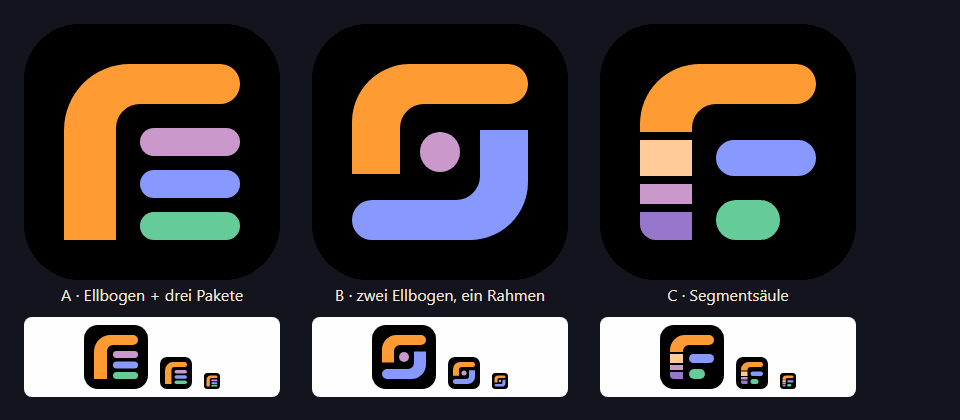 A · Ellbogen + drei Pakete
B · zwei Ellbogen, ein Rahmen
C · Segmentsäule